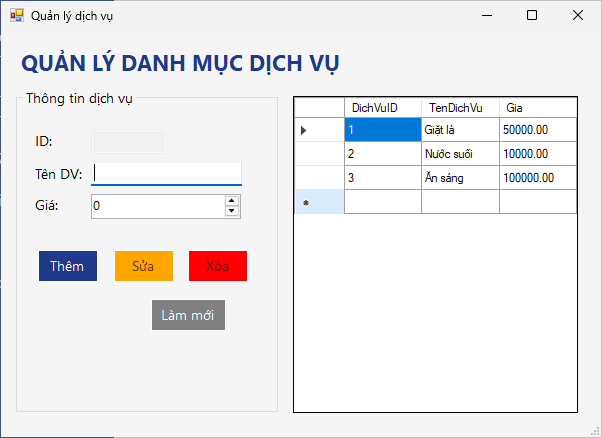 Quản lý dịch vụ
QUẢN LÝ DANH MỤC DỊCH VỤ
Thông tin dịch vụ
ID:
Tên DV:
Giá: 0
Thêm Sửa Xóa
Làm mới
DichVuID TenDichVu Gia
1 Giặt là 50000.00
2 Nước suối 10000.00
3 Ăn sáng 100000.00